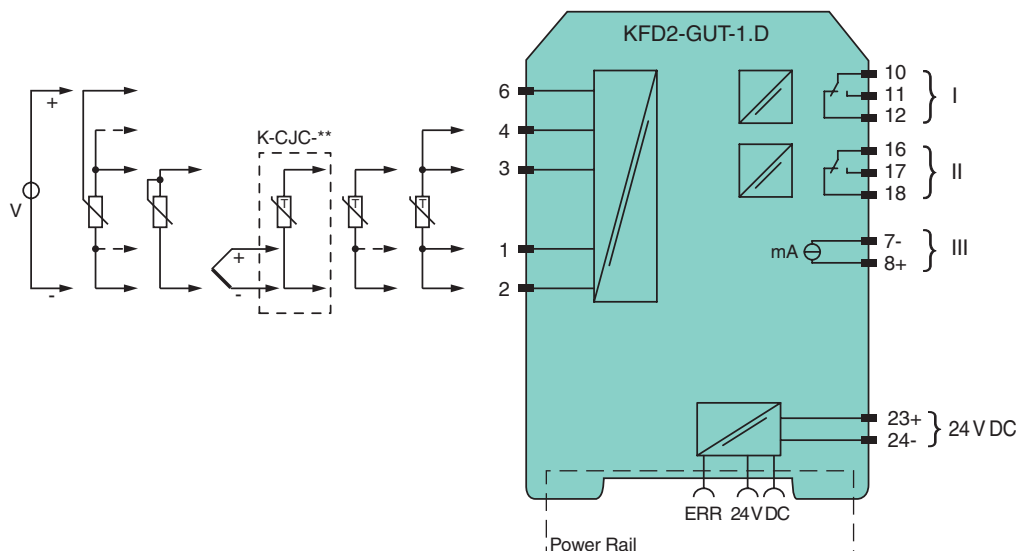 KFD2-GUT-1.D
+
V
-
K-CJC-**
T
+
-
T
T
6
4
3
1
2
10
11
12
I
16
17
18
II
mA
7-
8+
III
23+
24-
24 V DC
ERR
24V DC
Power Rail